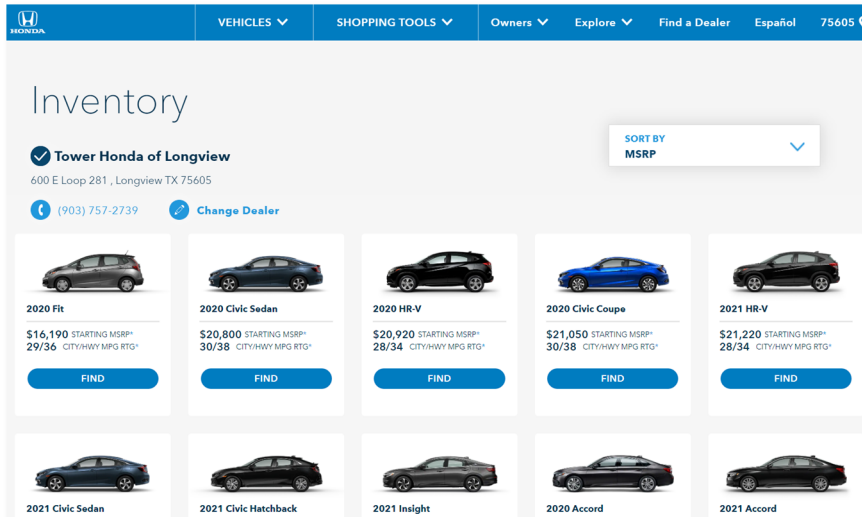 HONDA
VEHICLES
SHOPPING TOOLS
Owners
Explore
Find a Dealer
Español
75605
Inventory
SORT BY
MSRP
Tower Honda of Longview
600 E Loop 281 , Longview TX 75605
(903) 757-2739
Change Dealer
2020 Fit
$16,190 STARTING MSRP*
29/36 CITY/HWY MPG RTG*
FIND
2020 Civic Sedan
$20,800 STARTING MSRP*
30/38 CITY/HWY MPG RTG*
FIND
2020 HR-V
$20,920 STARTING MSRP*
28/34 CITY/HWY MPG RTG*
FIND
2020 Civic Coupe
$21,050 STARTING MSRP*
30/38 CITY/HWY MPG RTG*
FIND
2021 HR-V
$21,220 STARTING MSRP*
28/34 CITY/HWY MPG RTG*
FIND
2021 Civic Sedan
2021 Civic Hatchback
2021 Insight
2020 Accord
2021 Accord